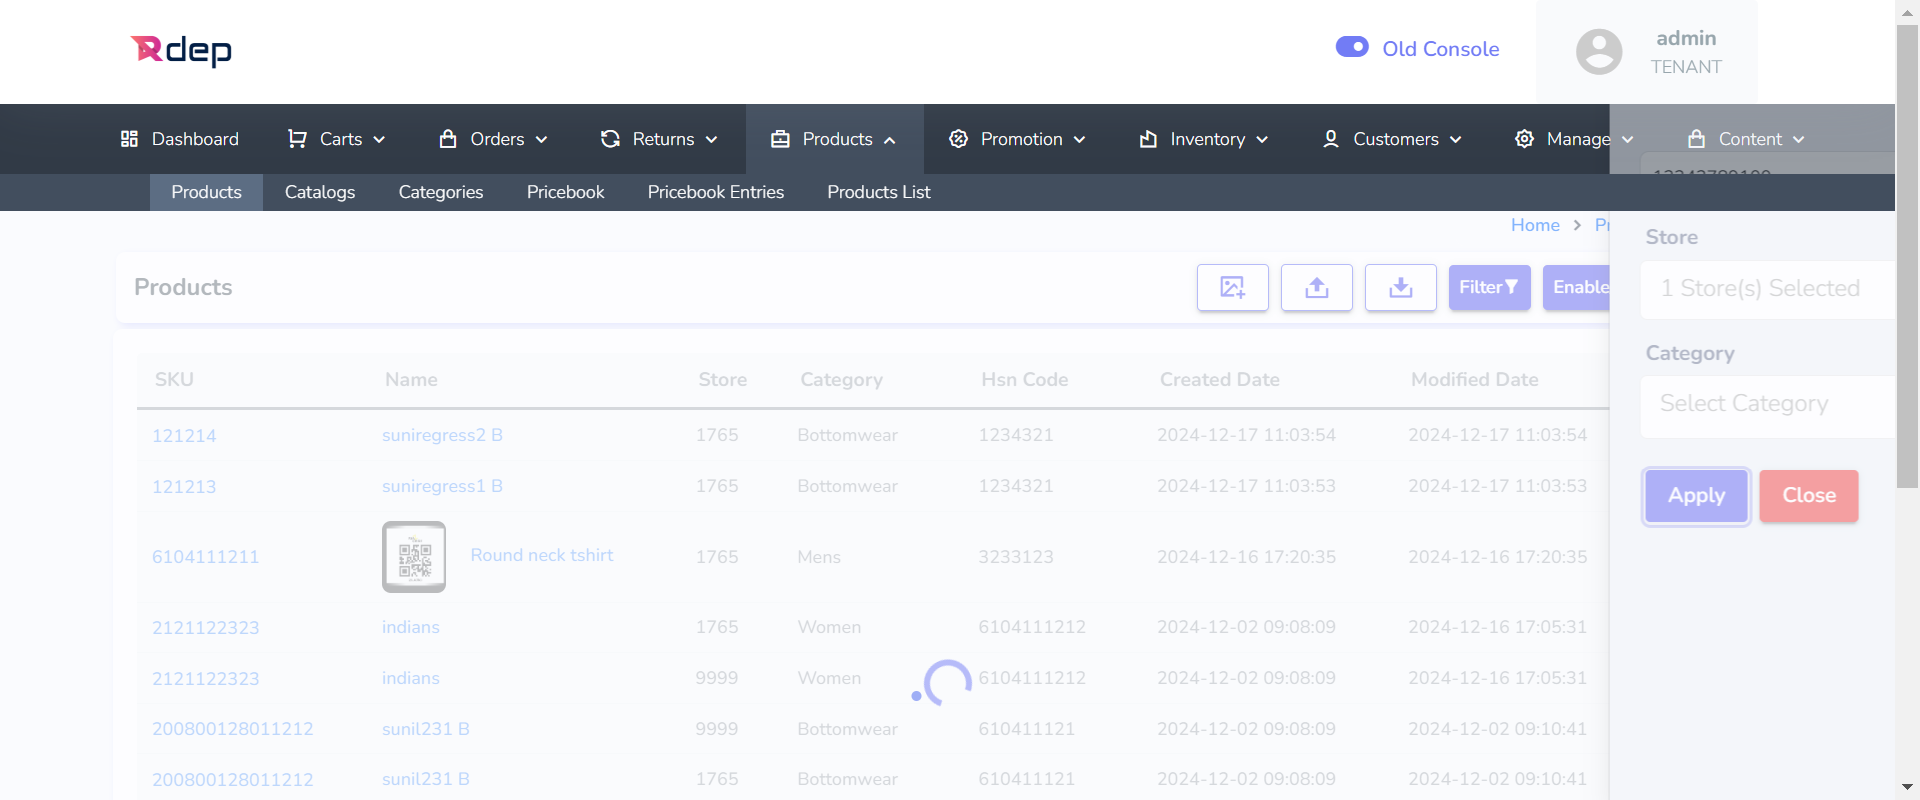 Rdep
Old Console
admin
TENANT
Dashboard Carts Orders Returns Products Promotion Inventory Customers Manage Content
Products Catalogs Categories Pricebook Pricebook Entries Products List
Home
Store
Products Filter Enable
1 Store(s) Selected
Category
Select Category
Apply Close
SKU Name Store Category Hsn Code Created Date Modified Date
121214 suniregress2 B 1765 Bottomwear 1234321 2024-12-17 11:03:54 2024-12-17 11:03:54
121213 suniregress1 B 1765 Bottomwear 1234321 2024-12-17 11:03:53 2024-12-17 11:03:53
6104111211 Round neck tshirt 1765 Mens 3233123 2024-12-16 17:20:35 2024-12-16 17:20:35
2121122323 indians 1765 Women 6104111212 2024-12-02 09:08:09 2024-12-16 17:05:31
2121122323 indians 9999 Women 6104111212 2024-12-02 09:08:09 2024-12-16 17:05:31
200800128011212 sunil231 B 9999 Bottomwear 610411121 2024-12-02 09:08:09 2024-12-02 09:10:41
200800128011212 sunil231 B 1765 Bottomwear 610411121 2024-12-02 09:08:09 2024-12-02 09:10:41